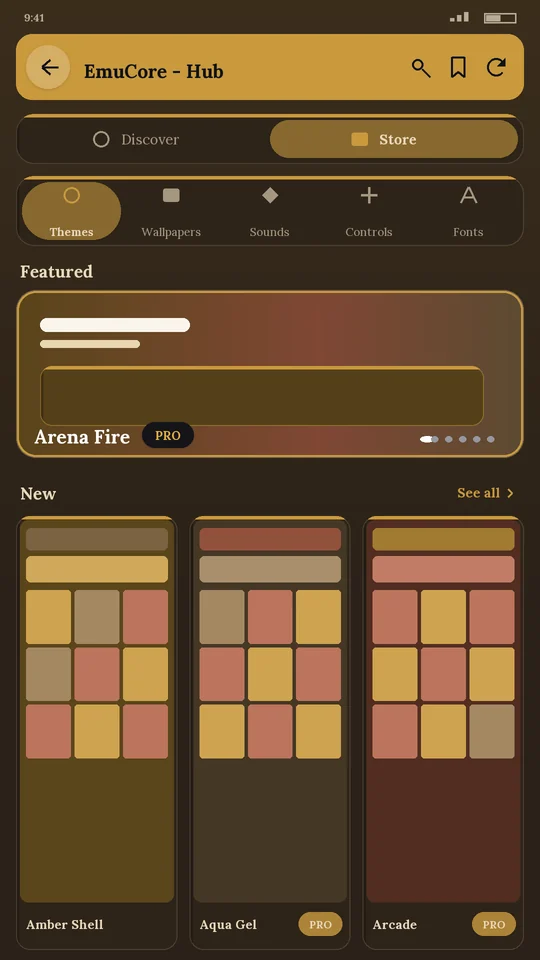 9:41
EmuCore - Hub
Discover
Store
Themes
Wallpapers
Sounds
Controls
Fonts
Featured
Arena Fire
PRO
New
See all
Amber Shell
Aqua Gel
PRO
Arcade
PRO